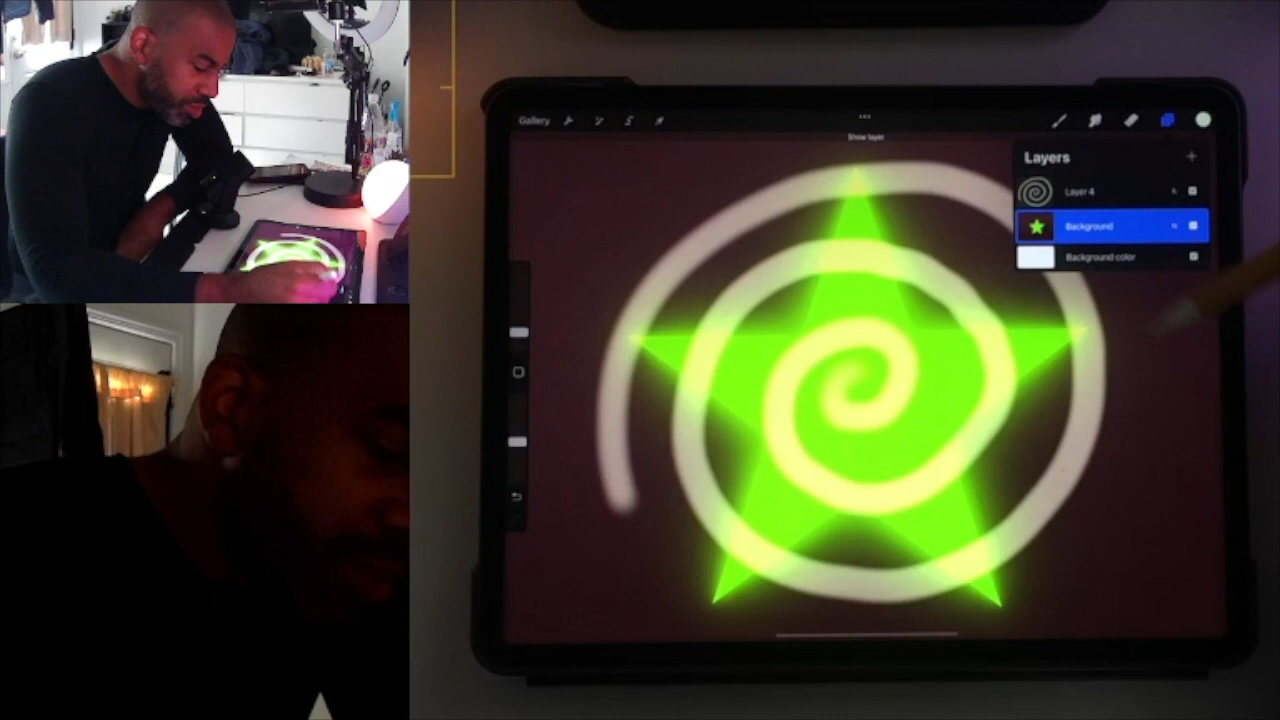 Gallery
Show layer
Layers
Layer 4
Background N
Background color